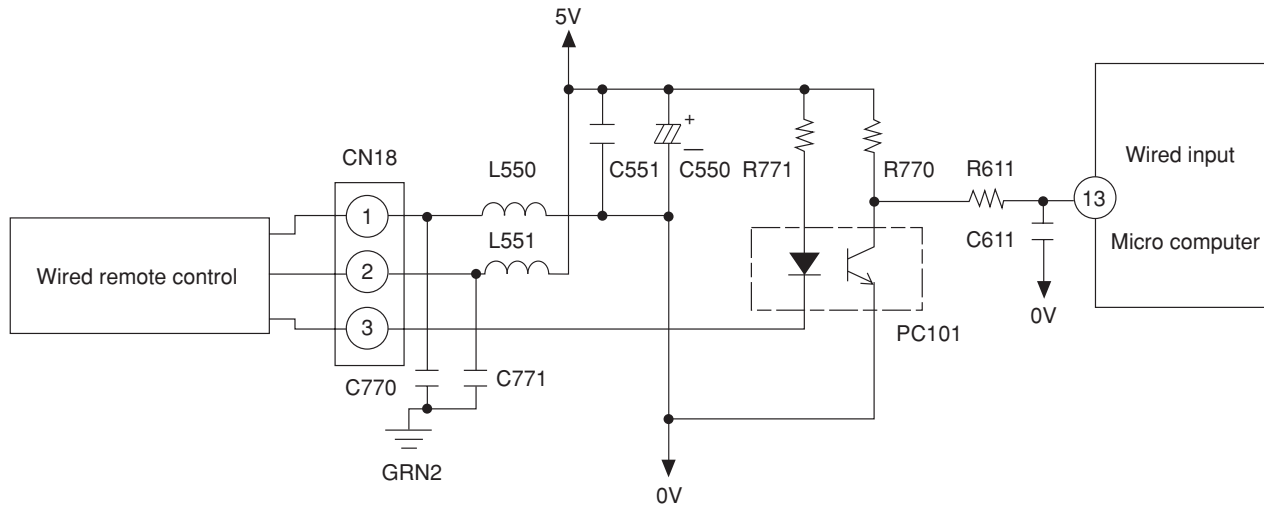 5V
CN18
L550
C551
+
—
C550
R771
R770
R611
Wired input
1
13
L551
C611
Micro computer
Wired remote control
2
3
0V
PC101
C770
C771
GRN2
0V